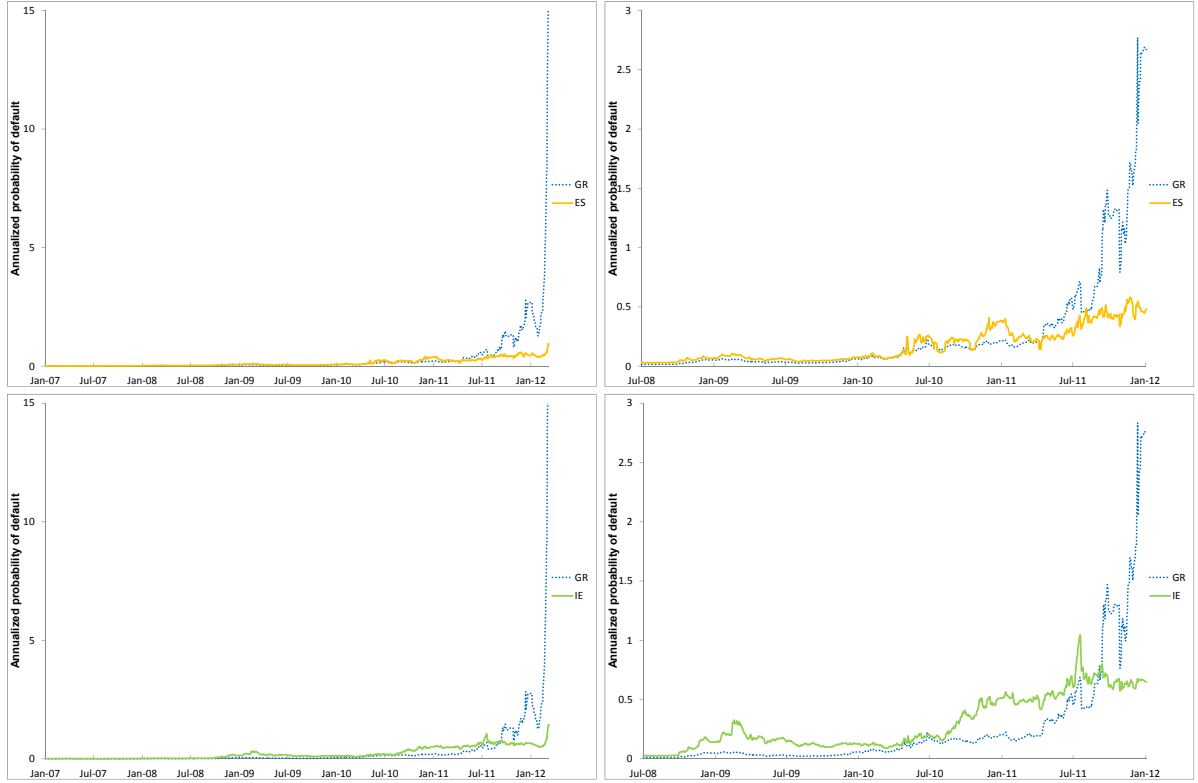 15
10
5
0
Annualized probability of default
Jan-07 Jul-07 Jan-08 Jul-08 Jan-09 Jul-09 Jan-10 Jul-10 Jan-11 Jul-11 Jan-12
GR
ES
3
2.5
2
1.5
1
0.5
0
Annualized probability of default
Jul-08 Jan-09 Jul-09 Jan-10 Jul-10 Jan-11 Jul-11 Jan-12
GR
ES
15
10
5
0
Annualized probability of default
Jan-07 Jul-07 Jan-08 Jul-08 Jan-09 Jul-09 Jan-10 Jul-10 Jan-11 Jul-11 Jan-12
GR
IE
3
2.5
2
1.5
1
0.5
0
Annualized probability of default
Jul-08 Jan-09 Jul-09 Jan-10 Jul-10 Jan-11 Jul-11 Jan-12
GR
IE